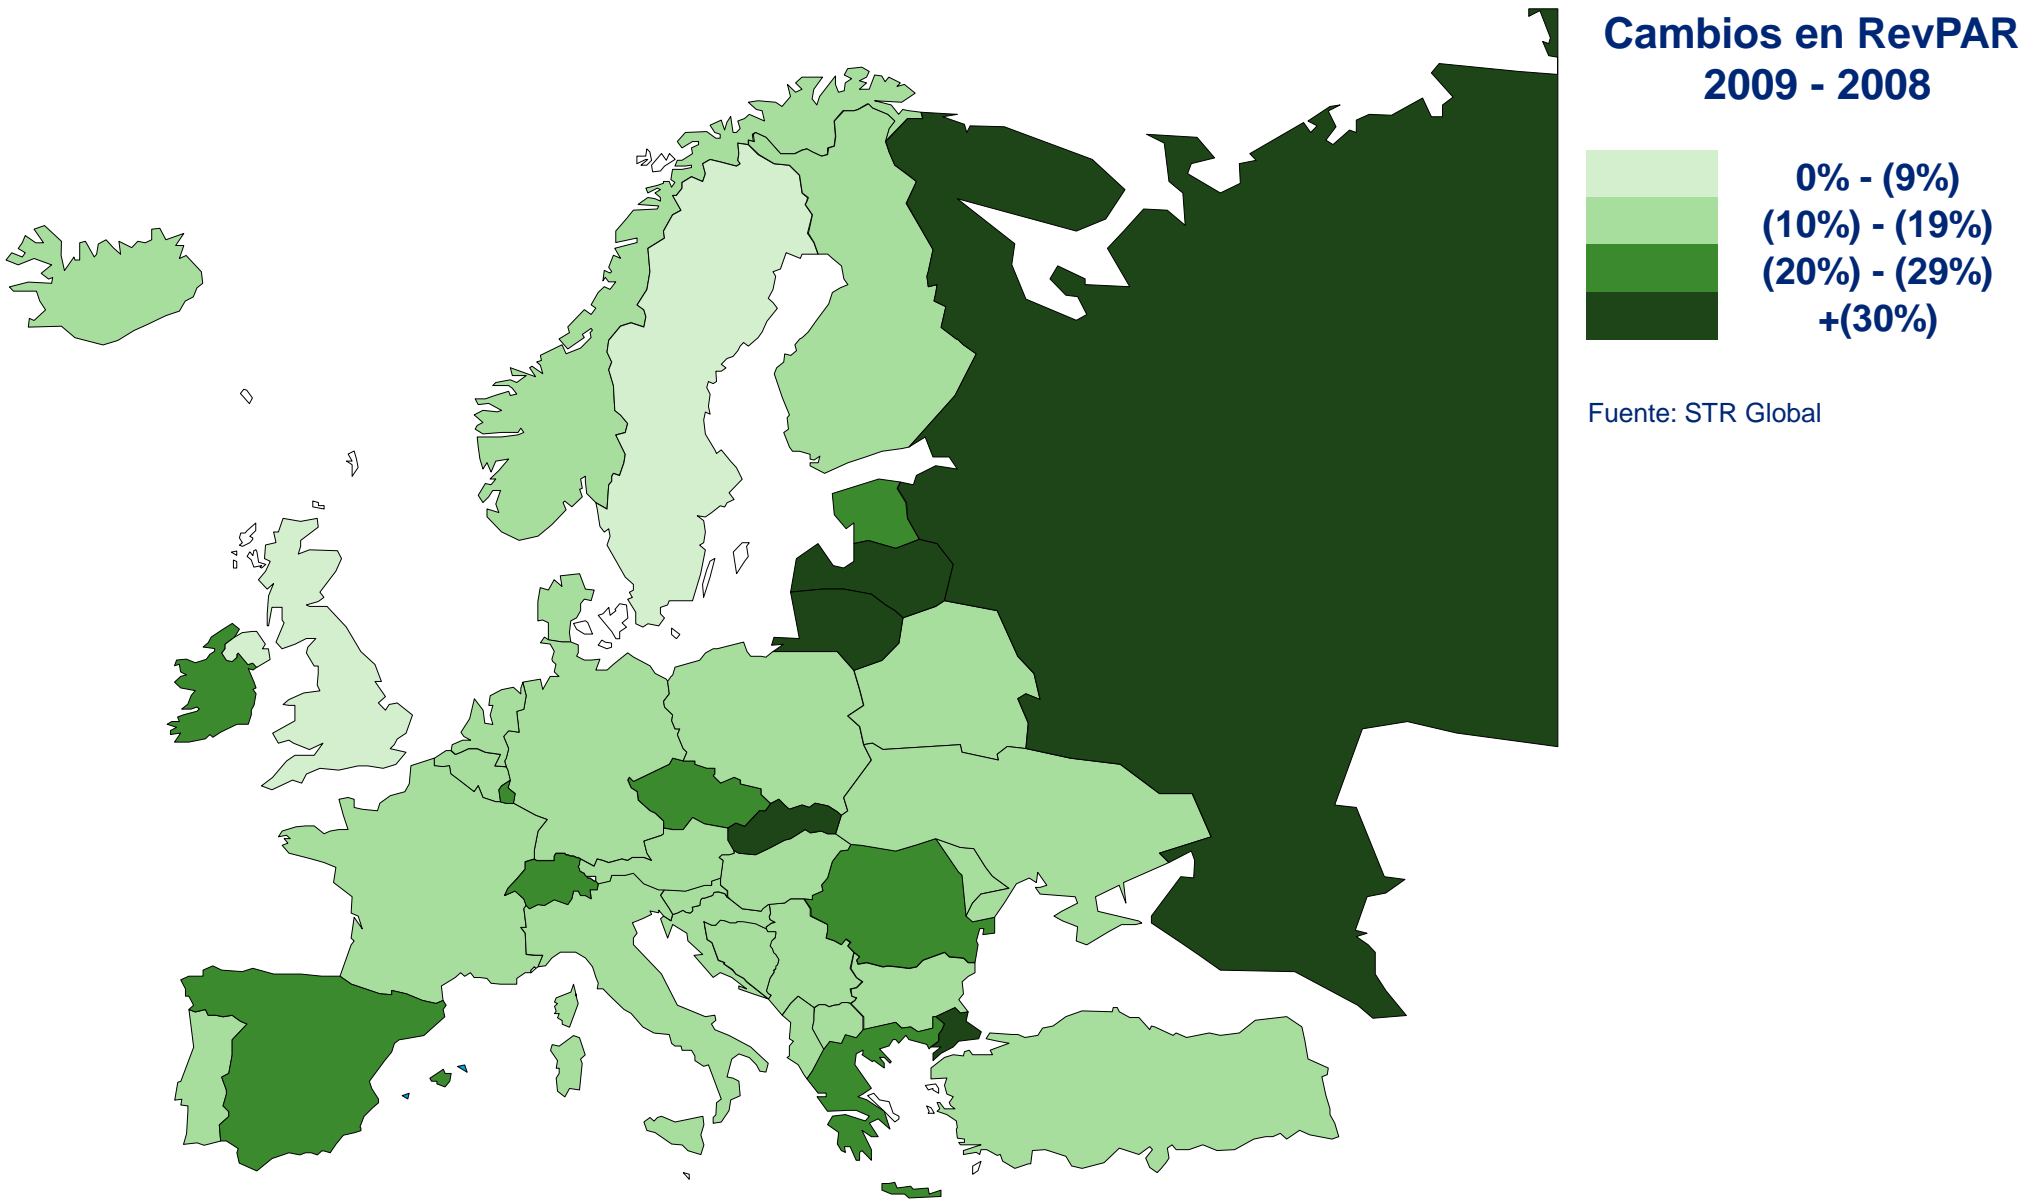 Cambios en RevPAR
2009 - 2008
0% - (9%)
(10%) - (19%)
(20%) - (29%)
+(30%)
Fuente: STR Global